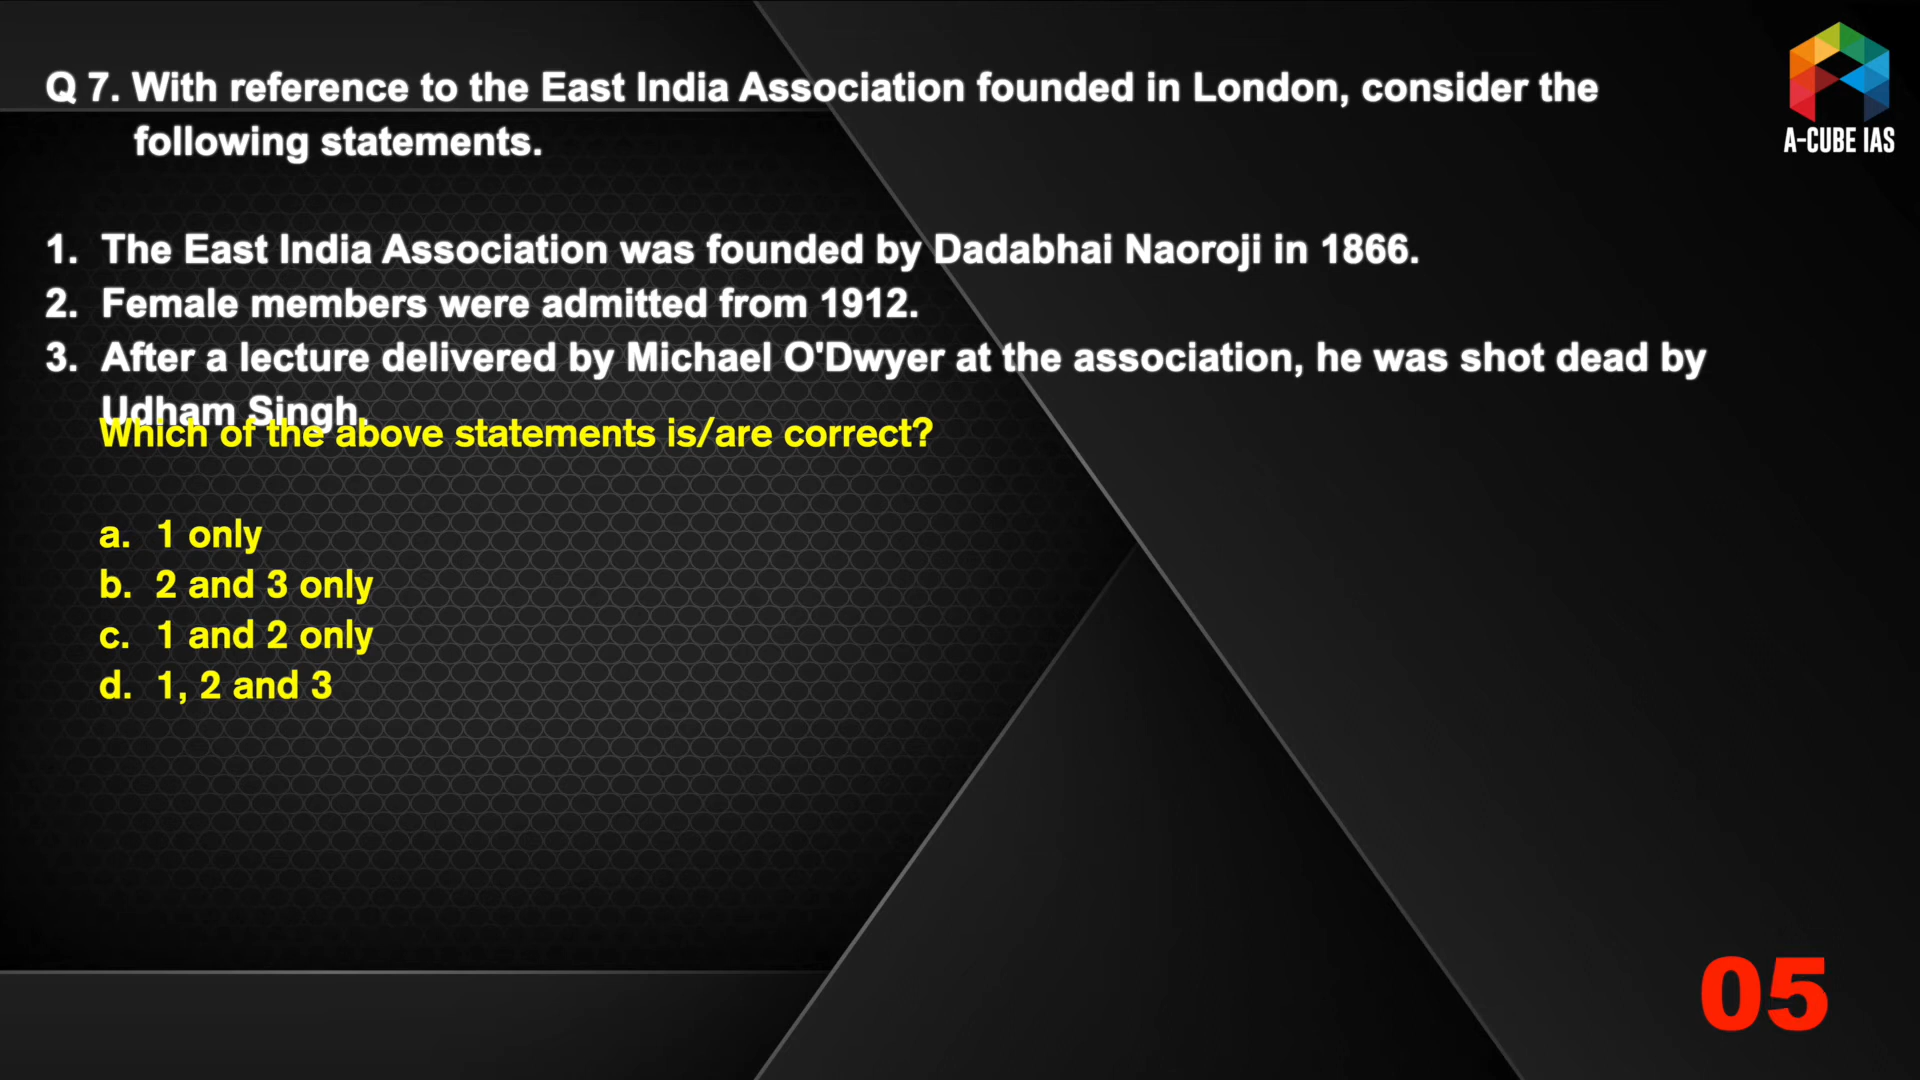 Q 7. With reference to the East India Association founded in London, consider the
following statements.
A-CUBE IAS
1. The East India Association was founded by Dadabhai Naoroji in 1866.
2. Female members were admitted from 1912.
3. After a lecture delivered by Michael O'Dwyer at the association, he was shot dead by
Udham Singh.
Which of the above statements is/are correct?
a. 1 only
b. 2 and 3 only
c. 1 and 2 only
d. 1, 2 and 3
05